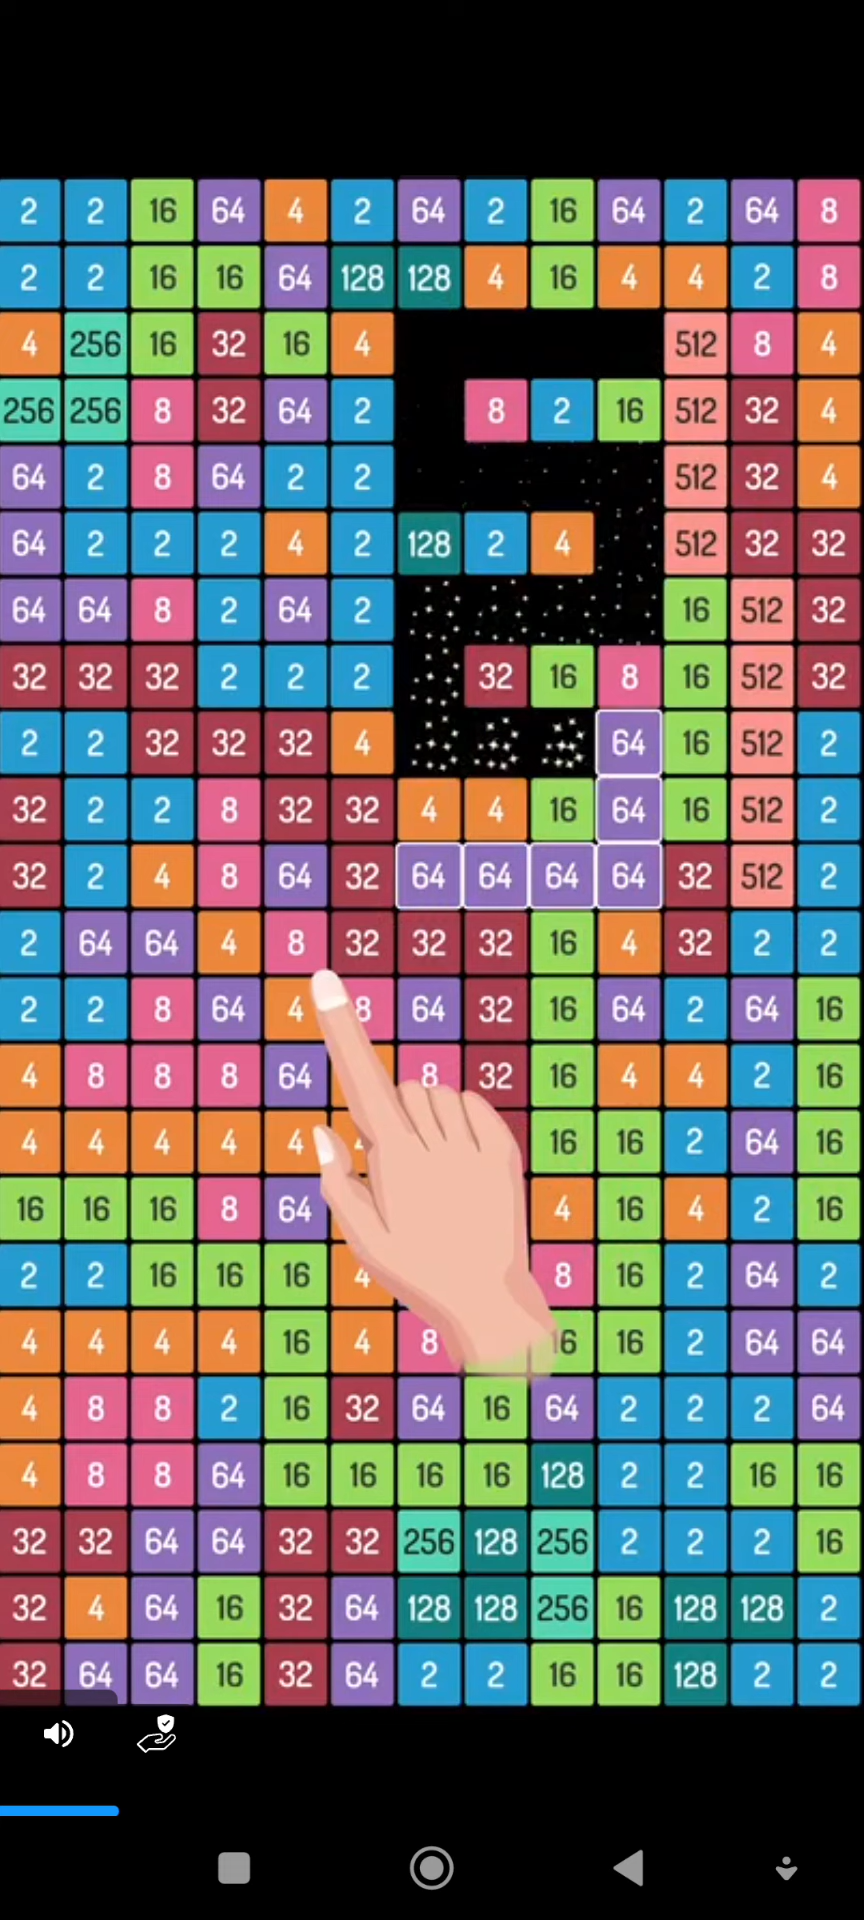 2 2 16 64 4 2 64 2 16 64 2 64 8
2 2 16 16 64 128 128 4 16 4 4 2 8
4 256 16 32 16 4 512 8 4
256 256 8 32 64 2 8 2 16 512 32 4
64 2 8 64 2 2 512 32 4
64 2 2 2 4 2 128 2 4 512 32 32
64 64 8 2 64 2 16 512 32
32 32 32 2 2 2 32 16 8 16 512 32
2 2 32 32 32 4 64 16 512 2
32 2 2 8 32 32 4 4 16 64 16 512 2
32 2 4 8 64 32 64 64 64 64 32 512 2
2 64 64 4 8 32 32 32 16 4 32 2 2
2 2 8 64 4 8 64 32 16 64 2 64 16
4 8 8 8 64 8 32 16 4 4 2 16
4 4 4 4 4 16 16 2 64 16
16 16 16 8 64 4 16 4 2 16
2 2 16 16 16 4 8 16 2 64 2
4 4 4 4 16 4 8 16 16 2 64 64
4 8 8 2 16 32 64 16 64 2 2 2 64
4 8 8 64 16 16 16 16 128 2 2 16 16
32 32 64 64 32 32 256 128 256 2 2 2 16
32 4 64 16 32 64 128 128 256 16 128 128 2
32 64 64 16 32 64 2 2 16 16 128 2 2